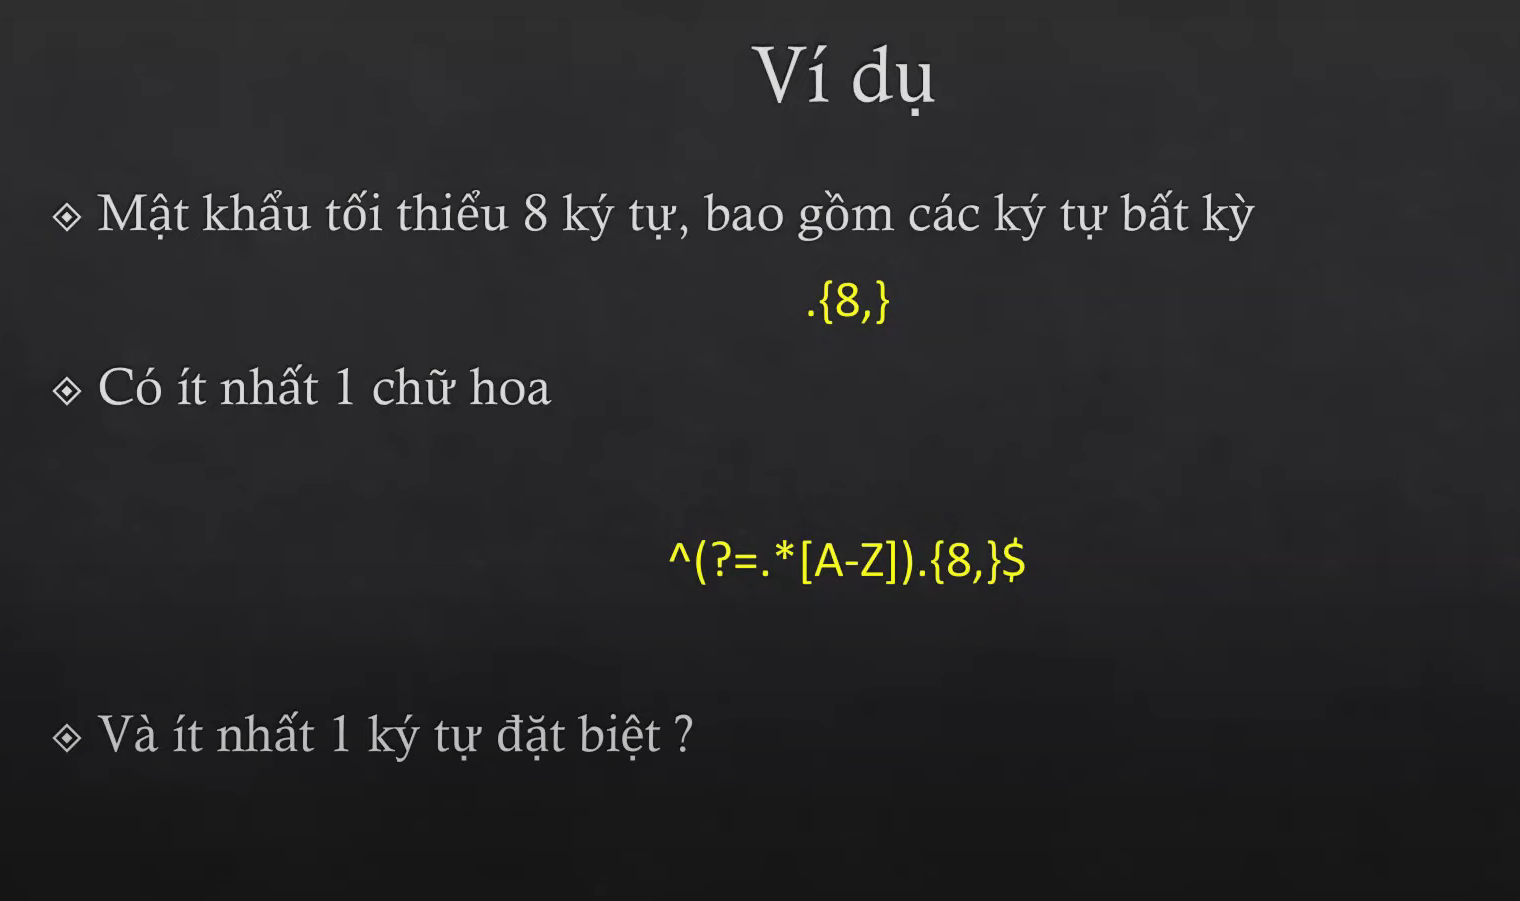 Ví dụ
Mật khẩu tối thiểu 8 ký tự, bao gồm các ký tự bất kỳ
.{8,}
Có ít nhất 1 chữ hoa
^(?=.*[A-Z]).{8,}$
Và ít nhất 1 ký tự đặt biệt ?